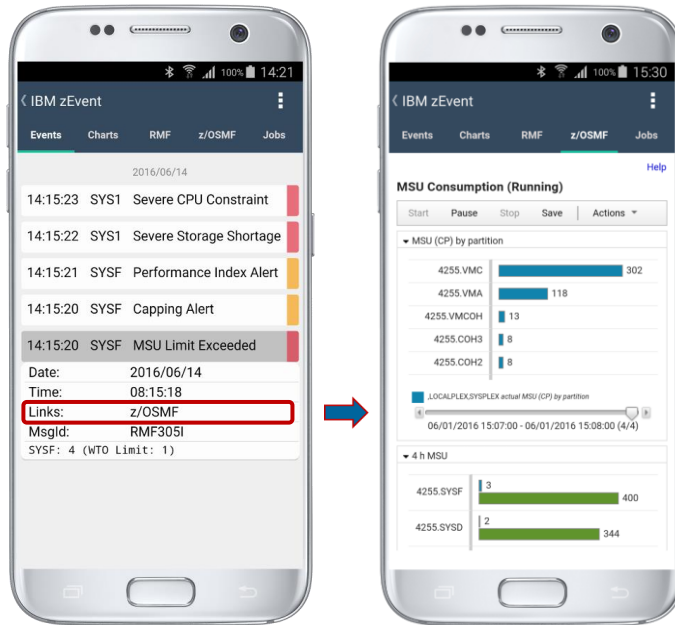 100% 14:21
IBM zEvent
Events Charts RMF z/OSMF Jobs
2016/06/14
14:15:23 SYS1 Severe CPU Constraint
14:15:22 SYS1 Severe Storage Shortage
14:15:21 SYSF Performance Index Alert
14:15:20 SYSF Capping Alert
14:15:20 SYSF MSU Limit Exceeded
Date: 2016/06/14
Time: 08:15:18
Links: z/OSMF
MsgId: RMF305I
SYSF: 4 (WTO Limit: 1)
100% 15:30
IBM zEvent
Events Charts RMF z/OSMF Jobs
Help
MSU Consumption (Running)
Start Pause Stop Save Actions
MSU (CP) by partition
4255.VMC 302
4255.VMA 118
4255.VMCOH 13
4255.COH3 8
4255.COH2 8
,LOCALPLEX,SYSPLEX actual MSU (CP) by partition
06/01/2016 15:07:00 - 06/01/2016 15:08:00 (4/4)
4 h MSU
4255.SYSF 3
400
4255.SYSD 2
344